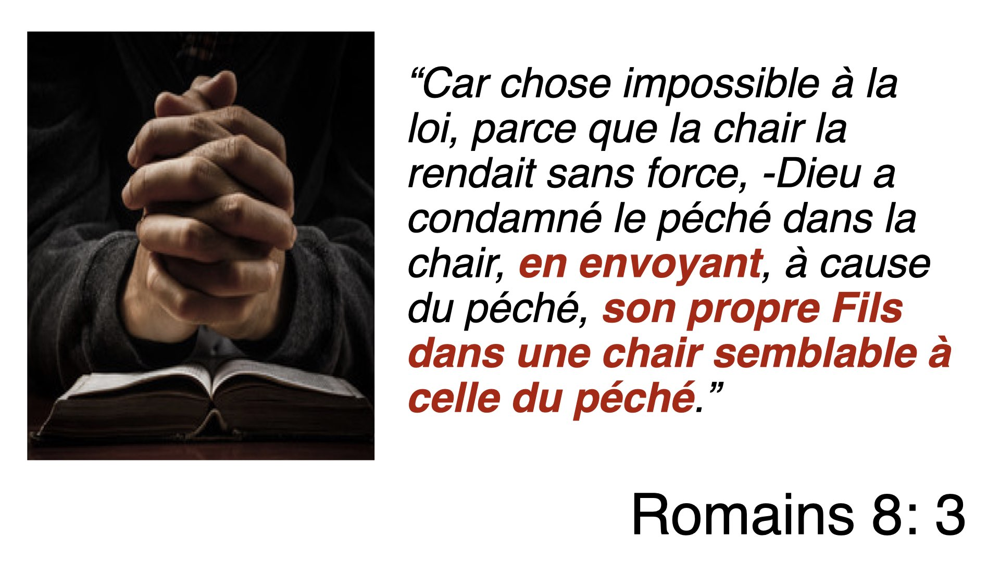 “Car chose impossible à la
loi, parce que la chair la
rendait sans force, -Dieu a
condamné le péché dans la
chair, en envoyant, à cause
du péché, son propre Fils
dans une chair semblable à
celle du péché.”
Romains 8: 3